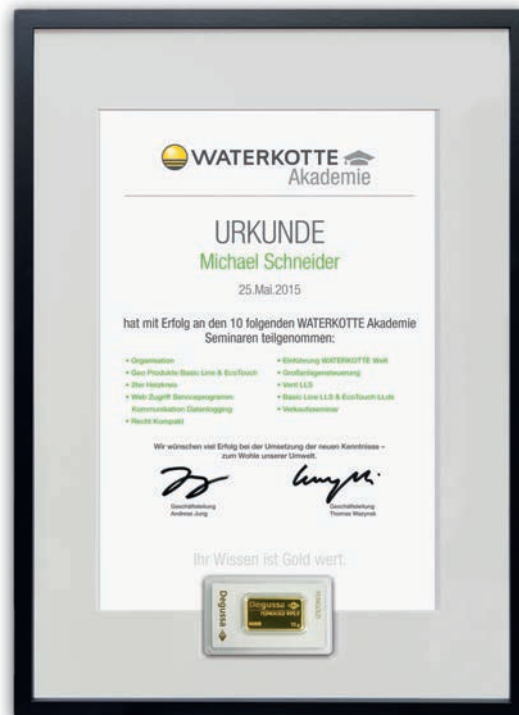 WATERKOTTE
Akademie
URKUNDE
Michael Schneider
25.Mai.2015
hat mit Erfolg an den 10 folgenden WATERKOTTE Akademie
Seminaren teilgenommen:
• Organisation
• Geo Produkte Basic Line & EcoTouch
• 2ter Heizkreis
• Web Zugriff Serviceprogramm
Kommunikation Datenlogging
• Recht Kompakt
• Einführung WATERKOTTE Welt
• Großanlagensteuerung
• Vent LLS
• Basic Line LLS & EcoTouch
• Verkaufsseminar
Wir wünschen viel Erfolg bei der Umsetzung der neuen Kenntnisse –
zum Wohle unserer Umwelt.
Geschäftsleitung
Andreas Jung
Geschäftsleitung
Thomas
Ihr Wissen ist Gold wert.
Degussa
Degussa
FEINGOLD